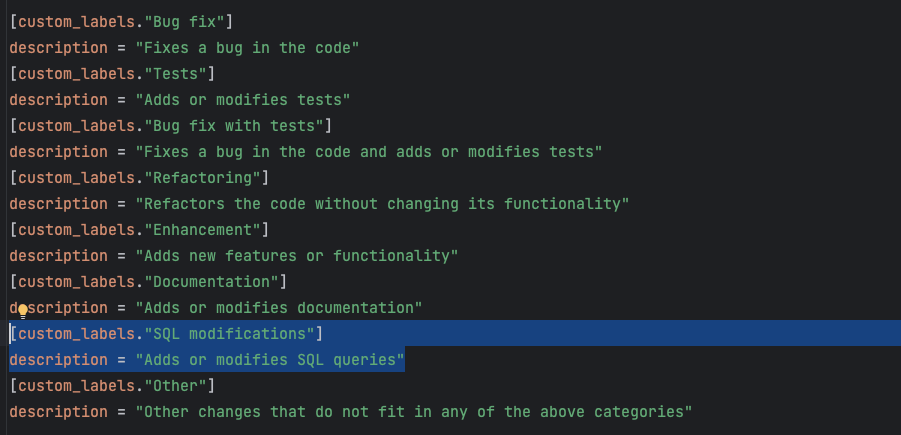 [custom_labels."Bug fix"]
description = "Fixes a bug in the code"
[custom_labels."Tests"]
description = "Adds or modifies tests"
[custom_labels."Bug fix with tests"]
description = "Fixes a bug in the code and adds or modifies tests"
[custom_labels."Refactoring"]
description = "Refactors the code without changing its functionality"
[custom_labels."Enhancement"]
description = "Adds new features or functionality"
[custom_labels."Documentation"]
description = "Adds or modifies documentation"
[custom_labels."SQL modifications"]
description = "Adds or modifies SQL queries"
[custom_labels."Other"]
description = "Other changes that do not fit in any of the above categories"